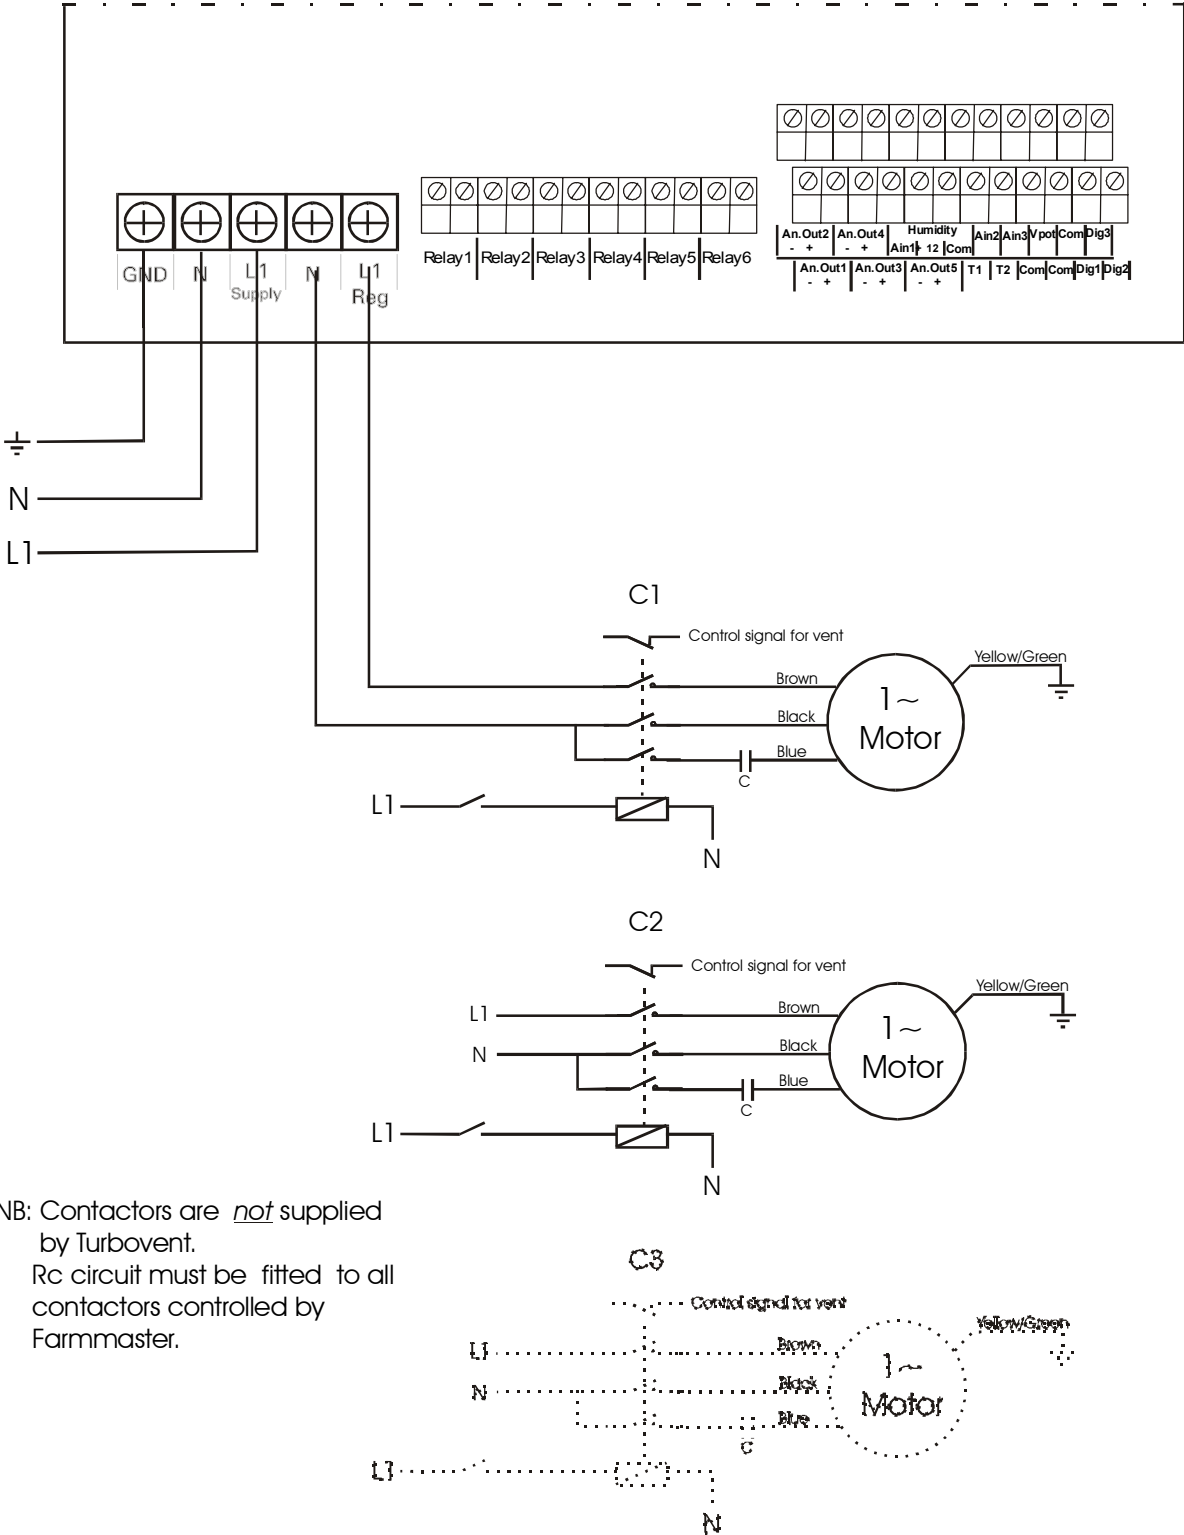 An.Out2 An.Out4 Humidity Ain2 Ain3 Vpot Com Dig3
- + - + Ain1 + 12 Com
Relay1 Relay2 Relay3 Relay4 Relay5 Relay6
An.Out1 An.Out3 An.Out5 T1 T2 Com Com Dig1 Dig2
- + - + - +
GND N L1 N L1
Supply Reg
N
L1
C1
Control signal for vent
Yellow/Green
Brown
1~
Black
Motor
Blue
C
L1
N
C2
Control signal for vent
Yellow/Green
L1 Brown
1~
N Black
Motor
Blue
C
L1
N
NB: Contactors are not supplied
by Turbovent.
Rc circuit must be fitted to all
contactors controlled by
Farmmaster.
C3
Control signal for vent
Yellow/Green
L1 Brown
1~
N Black
Motor
Blue
C
L1
N